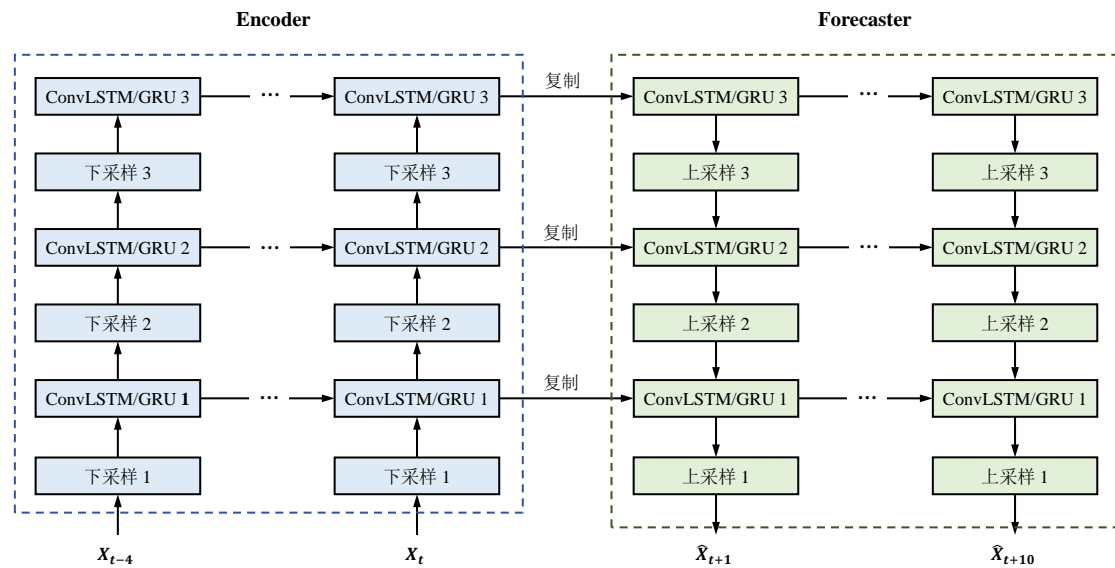 Encoder Forecaster
ConvLSTM/GRU 3 ··· ConvLSTM/GRU 3 复制 ConvLSTM/GRU 3 ··· ConvLSTM/GRU 3
下采样 3 下采样 3 上采样 3 上采样 3
ConvLSTM/GRU 2 ··· ConvLSTM/GRU 2 复制 ConvLSTM/GRU 2 ··· ConvLSTM/GRU 2
下采样 2 下采样 2 上采样 2 上采样 2
ConvLSTM/GRU 1 ··· ConvLSTM/GRU 1 复制 ConvLSTM/GRU 1 ··· ConvLSTM/GRU 1
下采样 1 下采样 1 上采样 1 上采样 1
X_{t−4} X_t X̂_{t+1} X̂_{t+10}